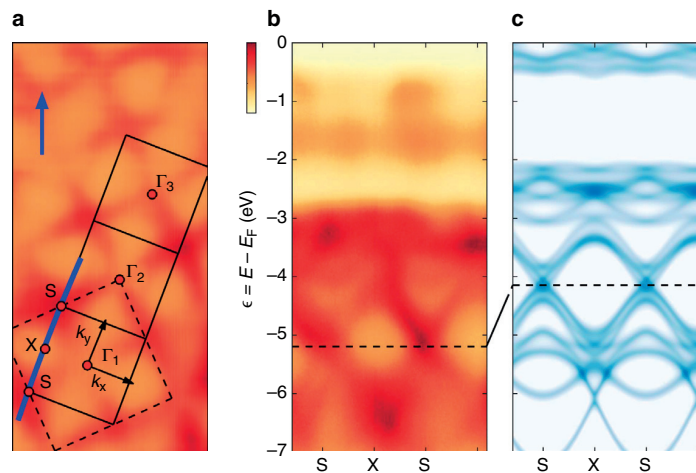 a
b
c
Γ3
Γ2
S
X
ky
Γ1
S
kx
ϵ = E − EF (eV)
0
−1
−2
−3
−4
−5
−6
−7
S X S
S X S